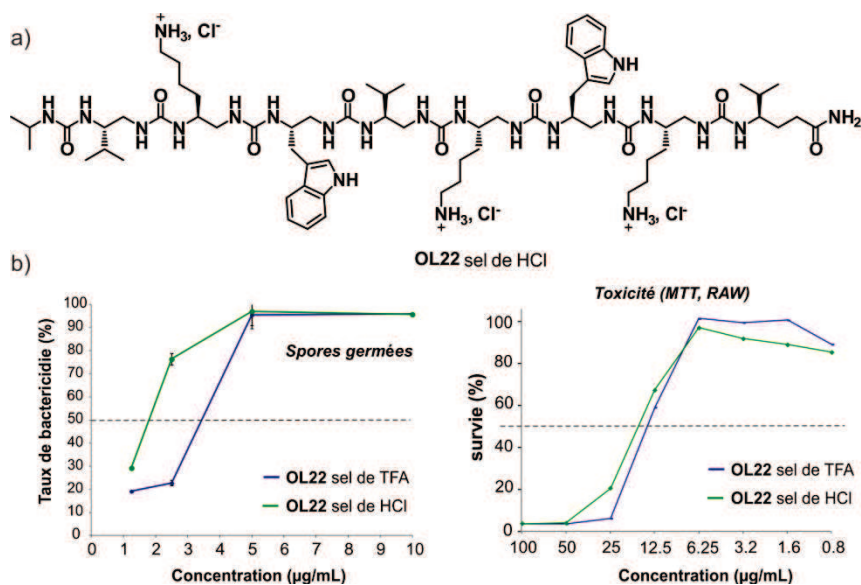 a)
+
NH3, Cl-
NH
H
N
O
N
H
NH2
NH
NH3, Cl-
+
NH3, Cl-
+
OL22 sel de HCl
b)
Toxicité (MTT, RAW)
Taux de bactericidie (%)
100
90
80
70
60
50
40
30
20
10
0
Spores germées
OL22 sel de TFA
OL22 sel de HCl
0 1 2 3 4 5 6 7 8 9 10
Concentration (µg/mL)
survie (%)
100
80
60
50
40
20
0
OL22 sel de TFA
OL22 sel de HCl
100 50 25 12.5 6.25 3.2 1.6 0.8
Concentration (µg/mL)